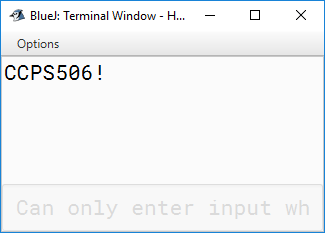 BlueJ: Terminal Window - H...
Options
CCPS506!
Can only enter input wh